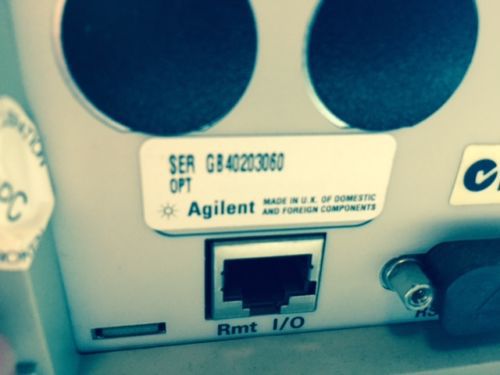 SER GB40203060
OPT
Agilent
MADE IN U.K. OF DOMESTIC
AND FOREIGN COMPONENTS
°C
Rmt I/O